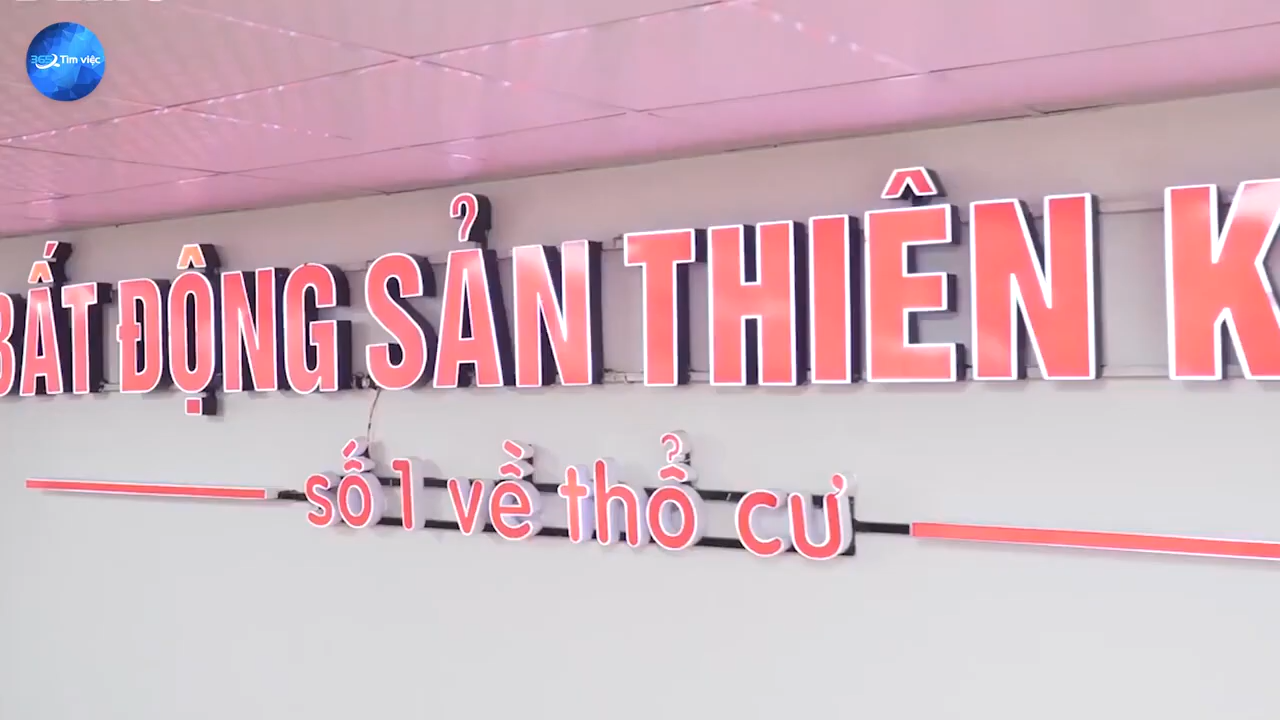 365 Tìm việc
BẤT ĐỘNG SẢN THIÊN K
số 1 về thổ cư